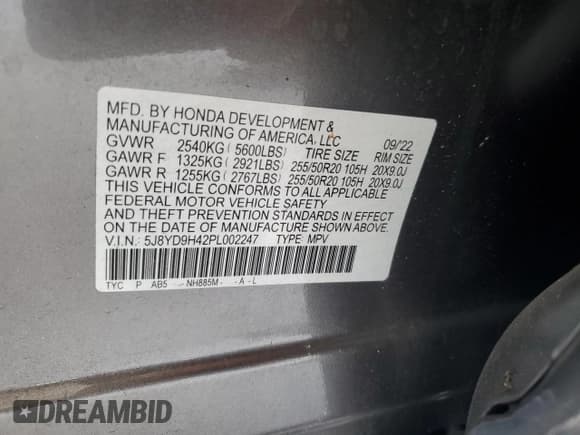 MFD. BY HONDA DEVELOPMENT &
MANUFACTURING OF AMERICA, LLC 09/'22
GVWR 2540KG ( 5600LBS) TIRE SIZE RIM SIZE
GAWR F 1325KG ( 2921LBS) 255/50R20 105H 20X9.0J
GAWR R 1255KG ( 2767LBS) 255/50R20 105H 20X9.0J
THIS VEHICLE CONFORMS TO ALL APPLICABLE
FEDERAL MOTOR VEHICLE SAFETY
AND THEFT PREVENTION STANDARDS IN EFFECT
ON THE DATE OF MANUFACTURE SHOWN ABOVE.
V.I.N.: 5J8YD9H42PL002247 TYPE: MPV
TYC P AB5 - NH885M- - A - L
DREAMBID